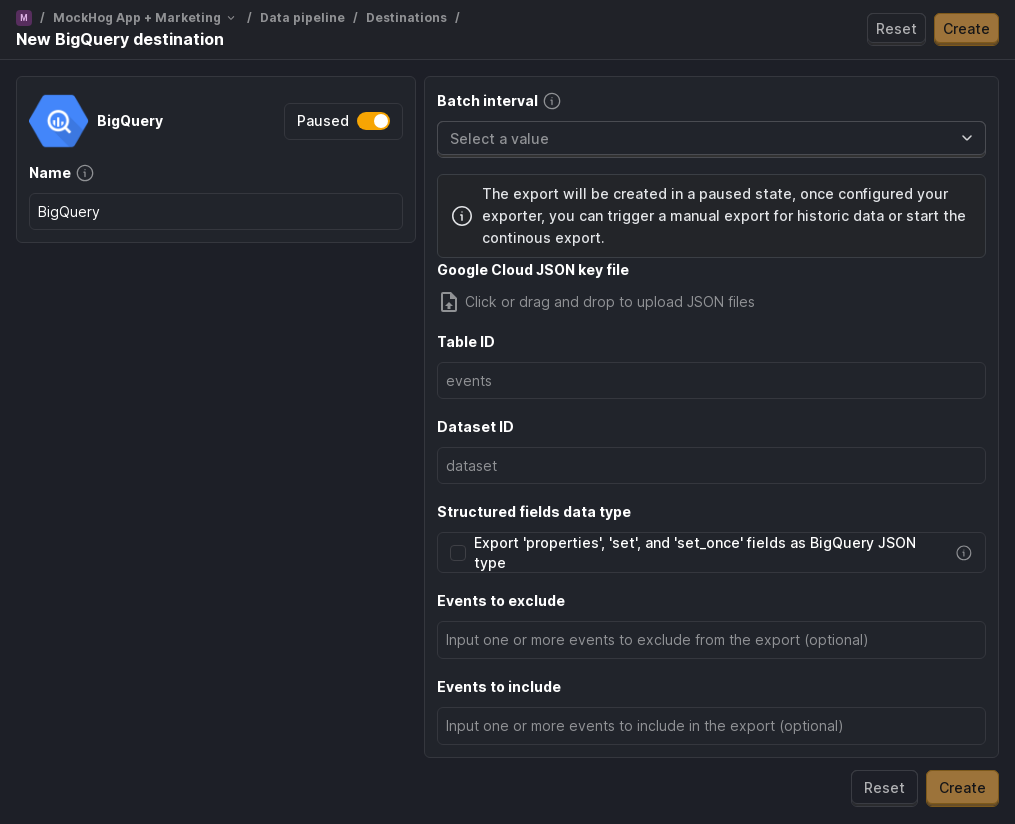 M / MockHog App + Marketing / Data pipeline / Destinations /
New BigQuery destination
Reset Create
BigQuery
Paused
Name
BigQuery
Batch interval
Select a value
The export will be created in a paused state, once configured your
exporter, you can trigger a manual export for historic data or start the
continous export.
Google Cloud JSON key file
Click or drag and drop to upload JSON files
Table ID
events
Dataset ID
dataset
Structured fields data type
Export 'properties', 'set', and 'set_once' fields as BigQuery JSON
type
Events to exclude
Input one or more events to exclude from the export (optional)
Events to include
Input one or more events to include in the export (optional)
Reset Create